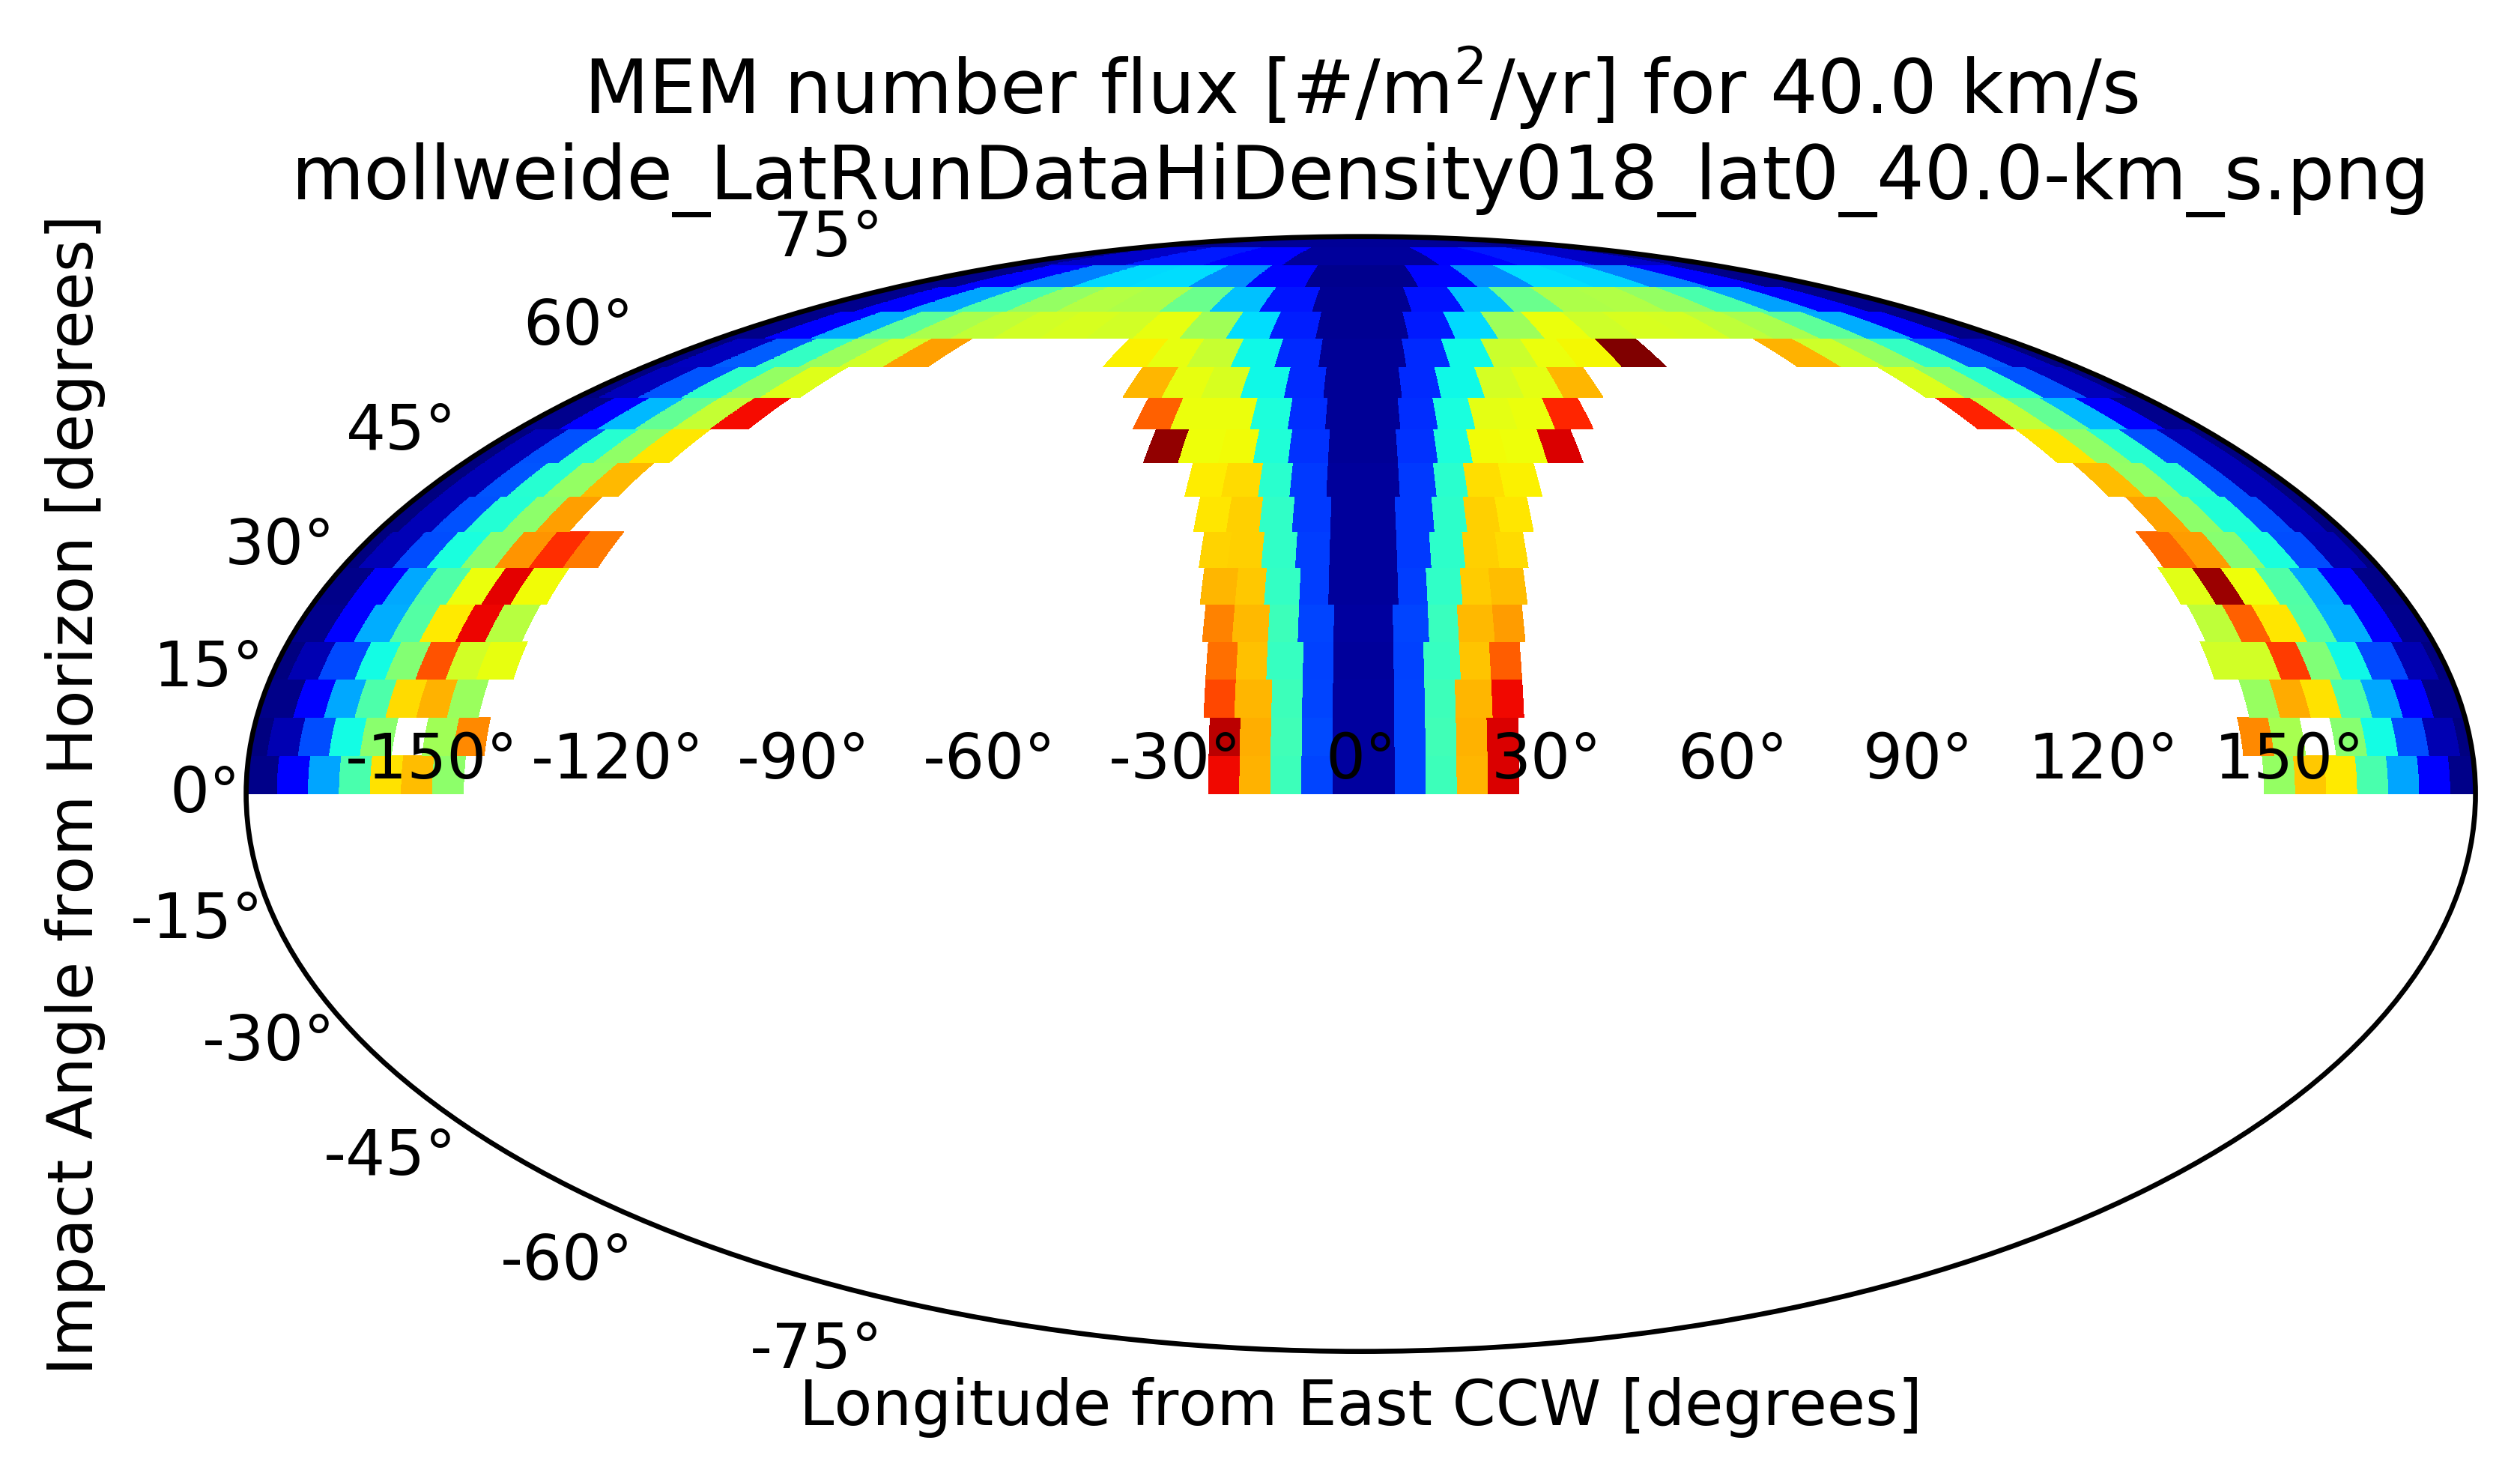 MEM number flux [#/m²/yr] for 40.0 km/s
mollweide_LatRunDataHiDensity018_lat0_40.0-km_s.png
75°
60°
45°
30°
15°
0°
-150° -120° -90° -60° -30° 0° 30° 60° 90° 120° 150°
-15°
-30°
-45°
-60°
-75°
Impact Angle from Horizon [degrees]
Longitude from East CCW [degrees]